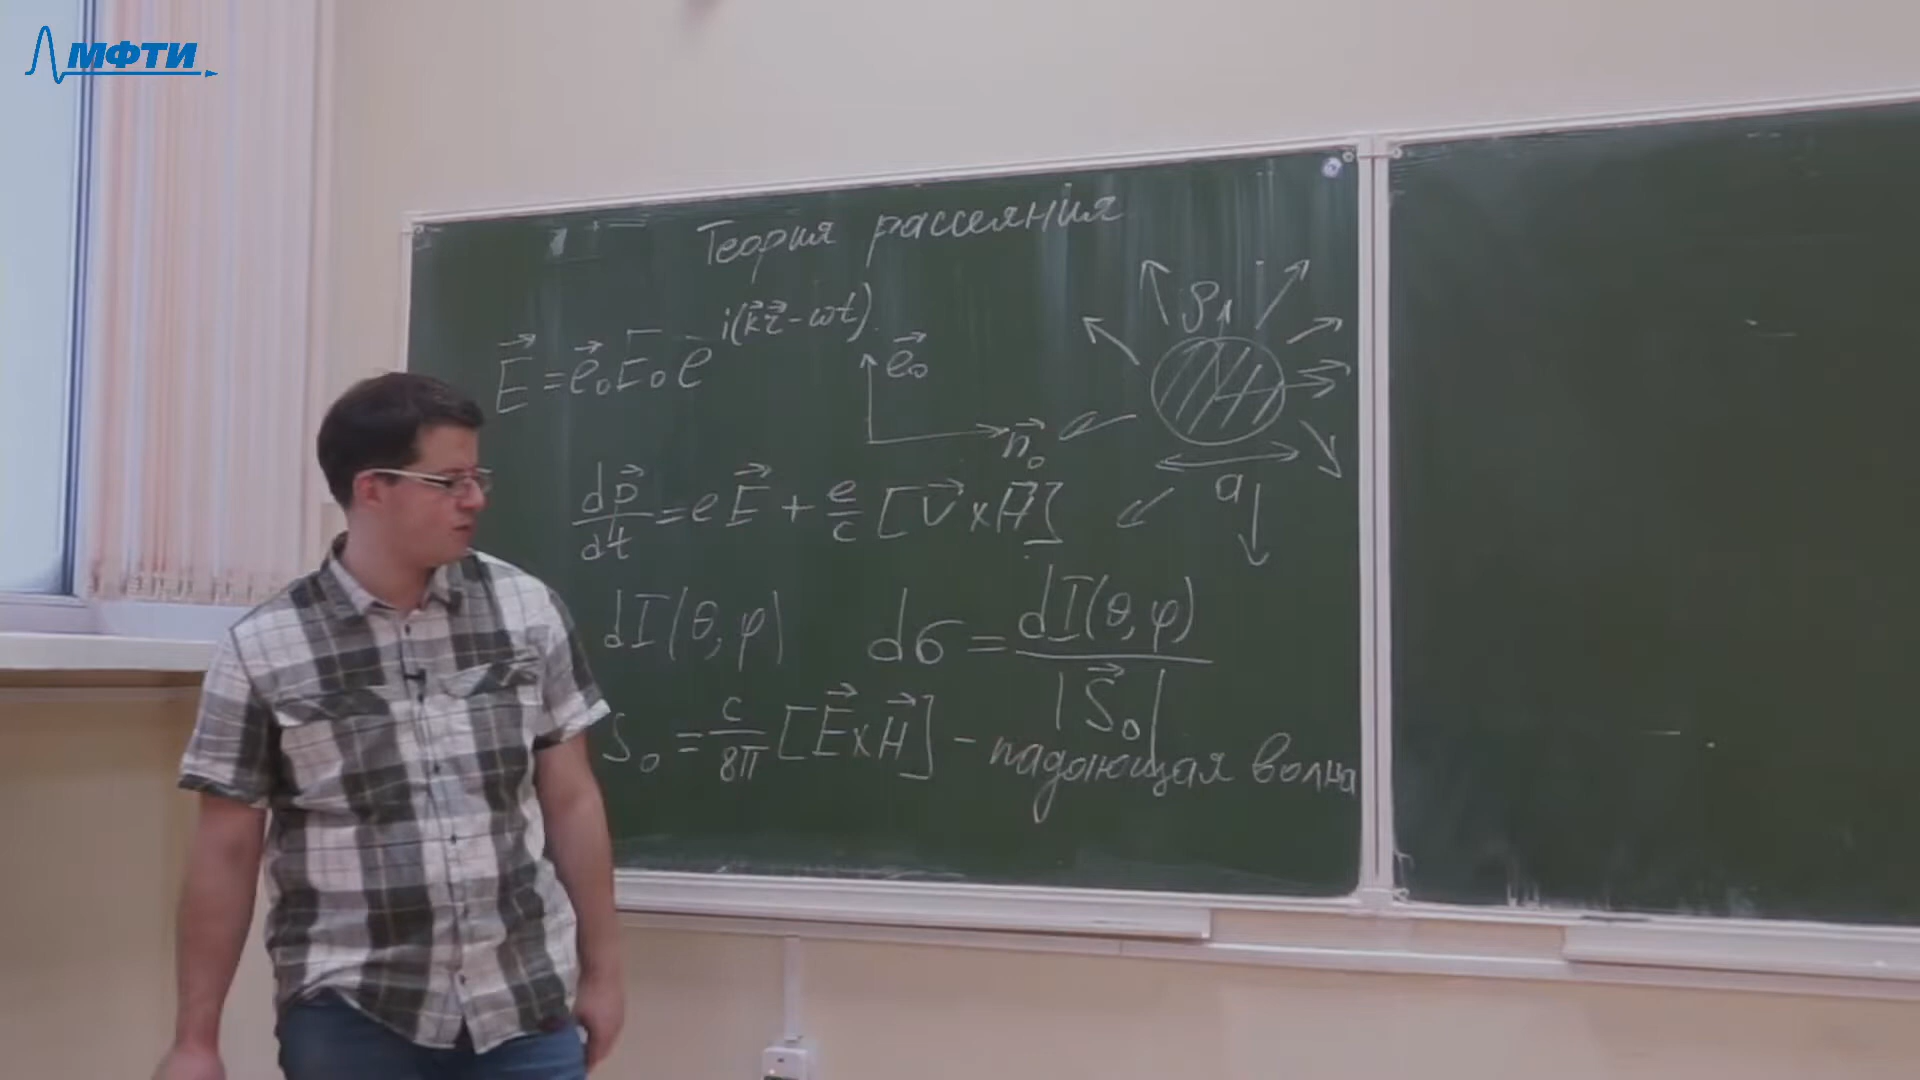 МФТИ
Теория рассеяния
E⃗ = e⃗₀E₀e^{i(k⃗r⃗ - ωt)}
e⃗₀
n⃗₀
ρ
a
dp⃗/dt = eE⃗ + e/c [V⃗ × H⃗]
dI(θ, φ) dσ = dI(θ, φ)/|S⃗₀|
S₀ = c/8π [E⃗ × H⃗] - падающая волна